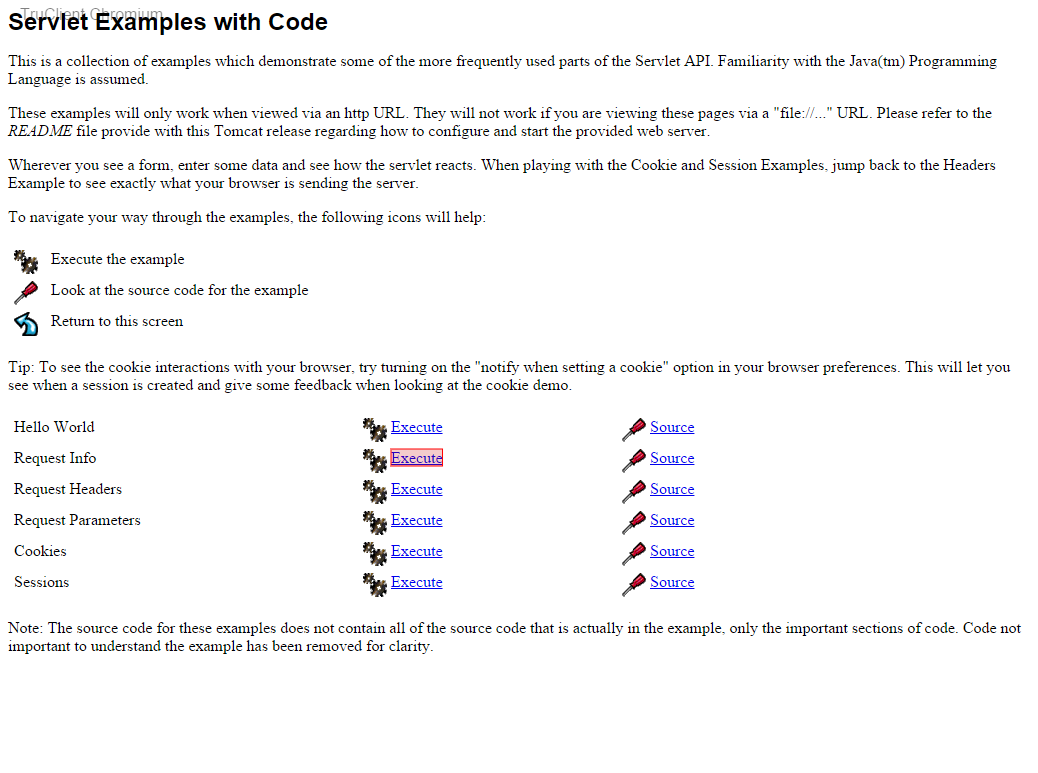 TruClient Chromium
Servlet Examples with Code
This is a collection of examples which demonstrate some of the more frequently used parts of the Servlet API. Familiarity with the Java(tm) Programming
Language is assumed.
These examples will only work when viewed via an http URL. They will not work if you are viewing these pages via a "file://..." URL. Please refer to the
README file provide with this Tomcat release regarding how to configure and start the provided web server.
Wherever you see a form, enter some data and see how the servlet reacts. When playing with the Cookie and Session Examples, jump back to the Headers
Example to see exactly what your browser is sending the server.
To navigate your way through the examples, the following icons will help:
Execute the example
Look at the source code for the example
Return to this screen
Tip: To see the cookie interactions with your browser, try turning on the "notify when setting a cookie" option in your browser preferences. This will let you
see when a session is created and give some feedback when looking at the cookie demo.
Hello World Execute Source
Request Info Execute Source
Request Headers Execute Source
Request Parameters Execute Source
Cookies Execute Source
Sessions Execute Source
Note: The source code for these examples does not contain all of the source code that is actually in the example, only the important sections of code. Code not
important to understand the example has been removed for clarity.